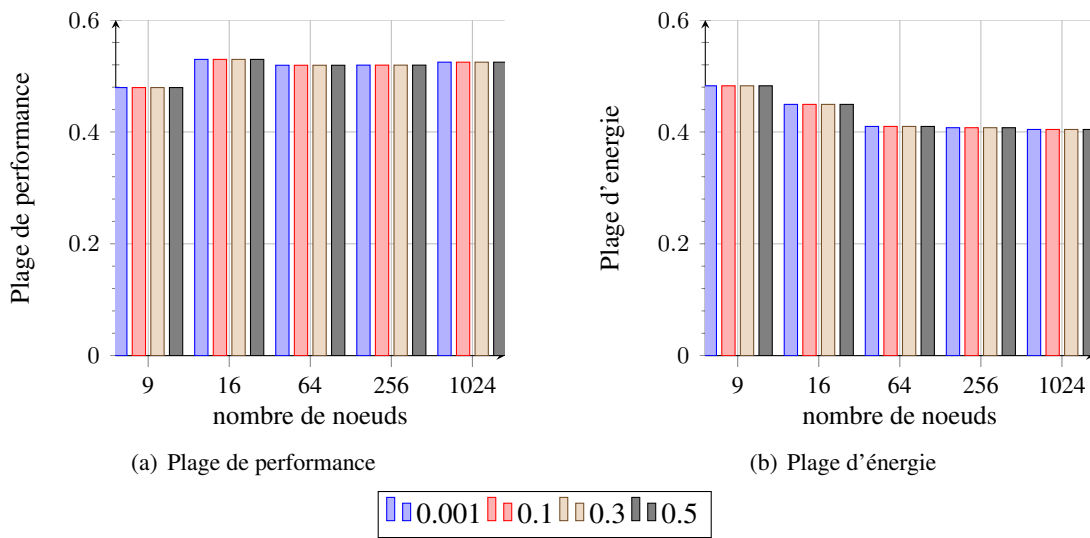 0.6
0.4
0.2
0
Plage de performance
9 16 64 256 1024
nombre de noeuds
(a) Plage de performance
0.6
0.4
0.2
0
Plage d'energie
9 16 64 256 1024
nombre de noeuds
(b) Plage d'énergie
0.001 0.1 0.3 0.5